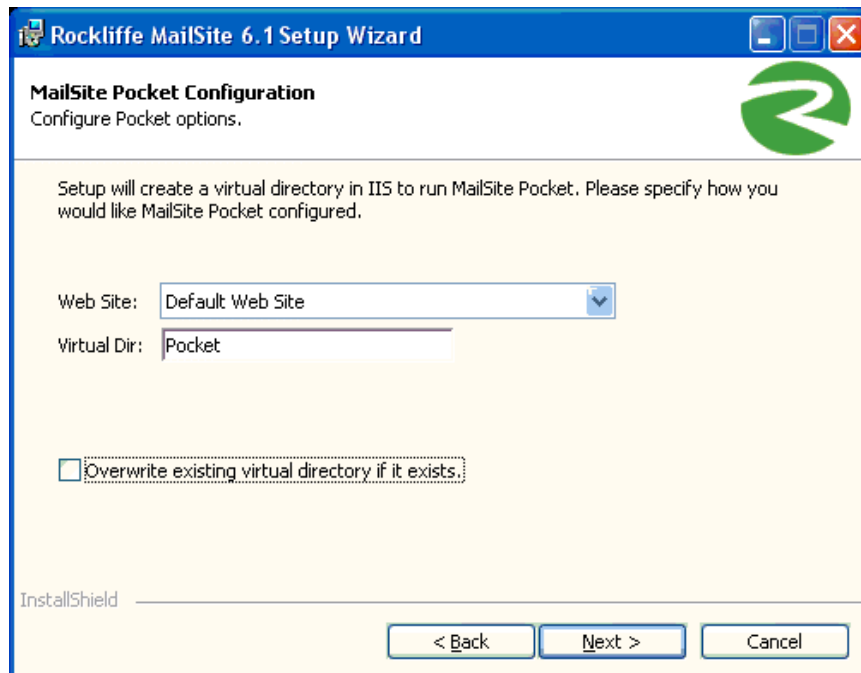 Rockliffe MailSite 6.1 Setup Wizard
MailSite Pocket Configuration
Configure Pocket options.
Setup will create a virtual directory in IIS to run MailSite Pocket. Please specify how you
would like MailSite Pocket configured.
Web Site: Default Web Site
Virtual Dir: Pocket
Overwrite existing virtual directory if it exists.
InstallShield
< Back Next > Cancel